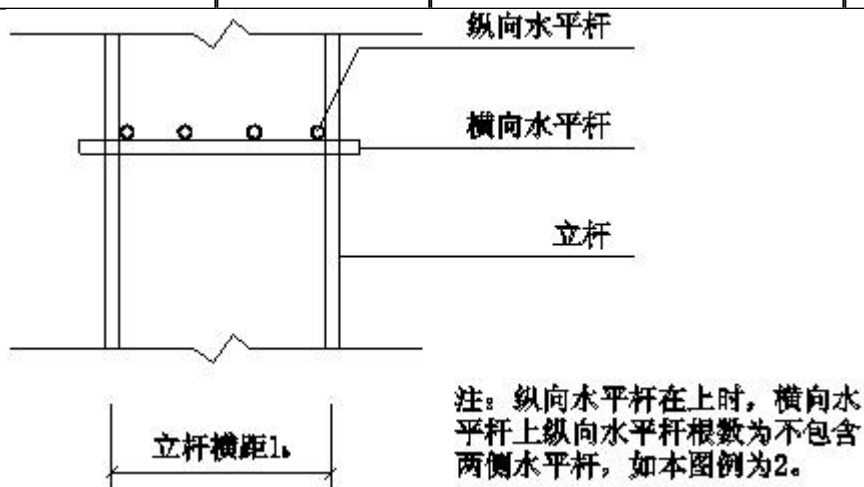 纵向水平杆
横向水平杆
立杆
立杆横距lb
注：纵向水平杆在上时，横向水
平杆上纵向水平杆根数为不包含
两侧水平杆，如本图例为2。